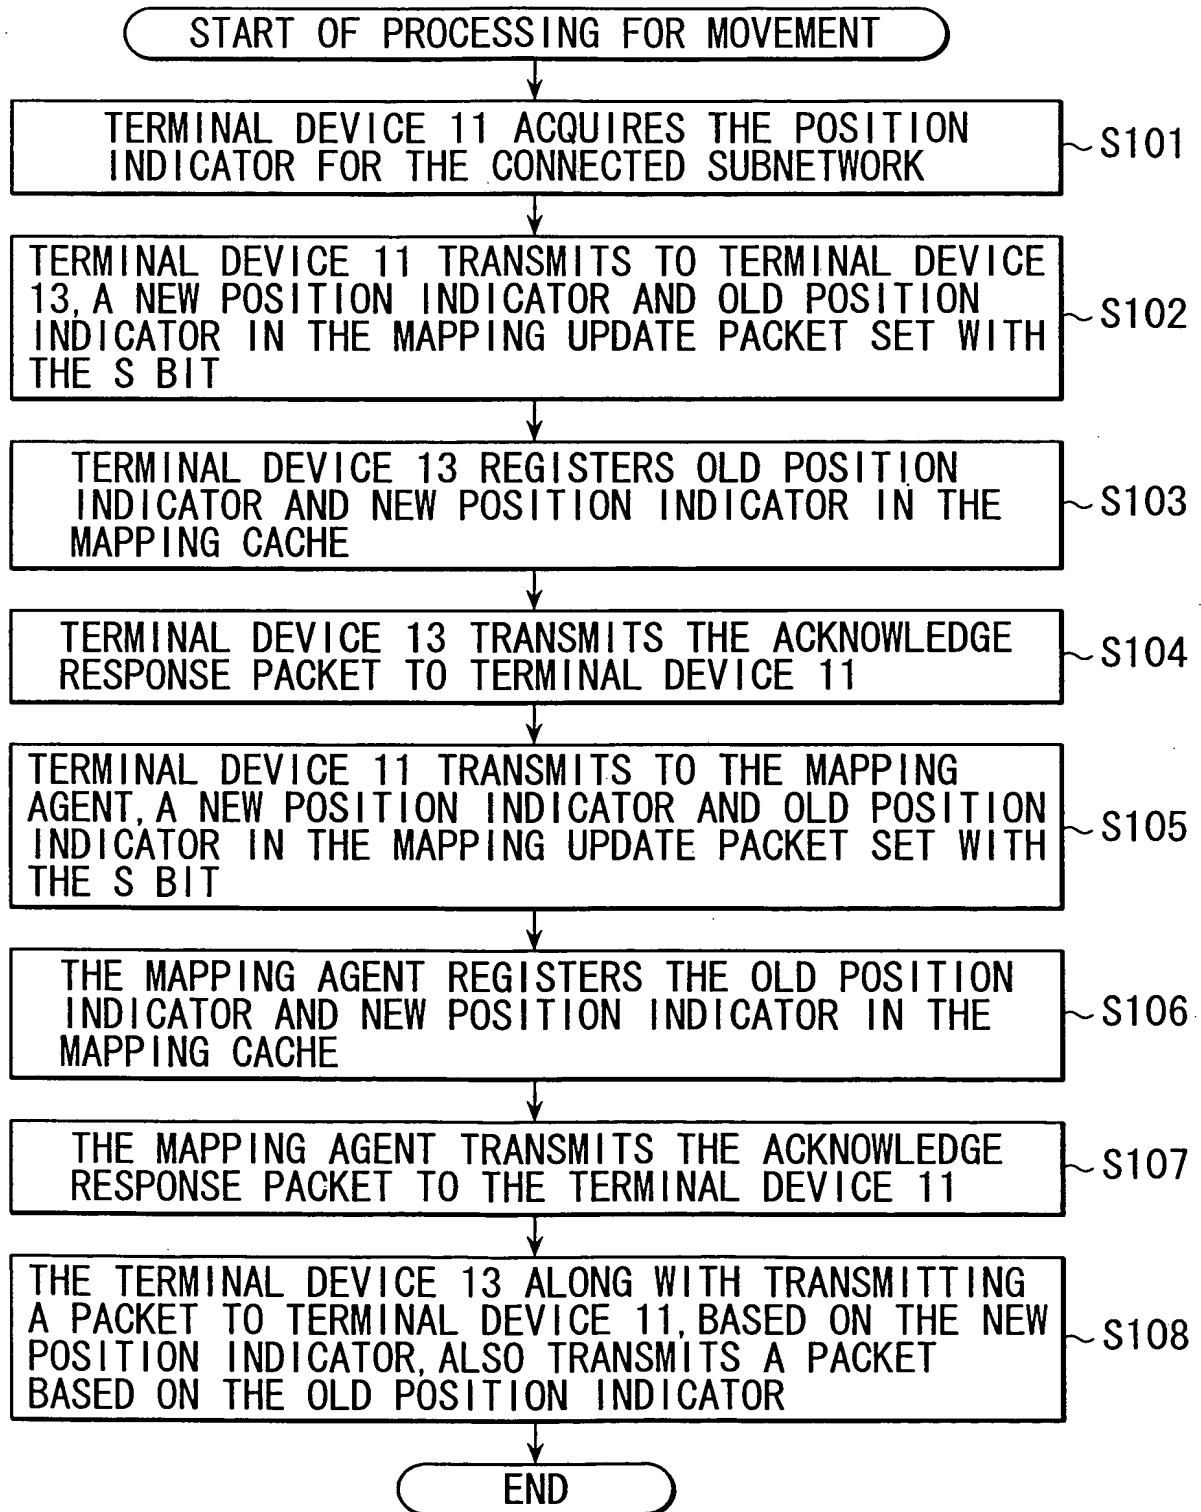 START OF PROCESSING FOR MOVEMENT
TERMINAL DEVICE 11 ACQUIRES THE POSITION
INDICATOR FOR THE CONNECTED SUBNETWORK
S101
TERMINAL DEVICE 11 TRANSMITS TO TERMINAL DEVICE
13, A NEW POSITION INDICATOR AND OLD POSITION
INDICATOR IN THE MAPPING UPDATE PACKET SET WITH
THE S BIT
S102
TERMINAL DEVICE 13 REGISTERS OLD POSITION
INDICATOR AND NEW POSITION INDICATOR IN THE
MAPPING CACHE
S103
TERMINAL DEVICE 13 TRANSMITS THE ACKNOWLEDGE
RESPONSE PACKET TO TERMINAL DEVICE 11
S104
TERMINAL DEVICE 11 TRANSMITS TO THE MAPPING
AGENT, A NEW POSITION INDICATOR AND OLD POSITION
INDICATOR IN THE MAPPING UPDATE PACKET SET WITH
THE S BIT
S105
THE MAPPING AGENT REGISTERS THE OLD POSITION
INDICATOR AND NEW POSITION INDICATOR IN THE
MAPPING CACHE
S106
THE MAPPING AGENT TRANSMITS THE ACKNOWLEDGE
RESPONSE PACKET TO THE TERMINAL DEVICE 11
S107
THE TERMINAL DEVICE 13 ALONG WITH TRANSMITTING
A PACKET TO TERMINAL DEVICE 11, BASED ON THE NEW
POSITION INDICATOR, ALSO TRANSMITS A PACKET
BASED ON THE OLD POSITION INDICATOR
S108
END